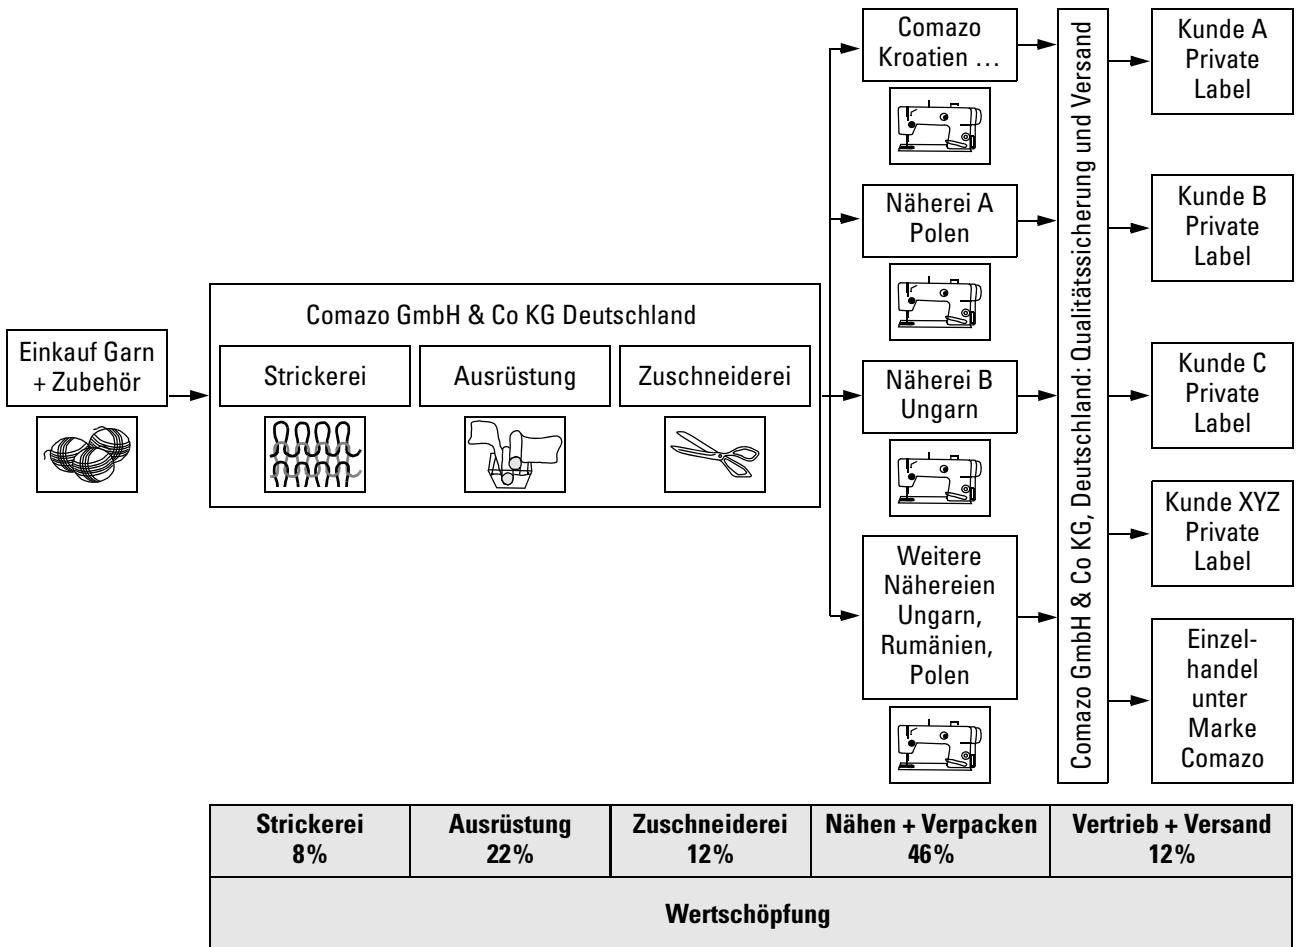 Einkauf Garn
+ Zubehör
Comazo GmbH & Co KG Deutschland
Strickerei
Ausrüstung
Zuschneiderei
Comazo
Kroatien …
Näherei A
Polen
Näherei B
Ungarn
Weitere
Nähereien
Ungarn,
Rumänien,
Polen
Comazo GmbH & Co KG, Deutschland: Qualitätssicherung und Versand
Kunde A
Private
Label
Kunde B
Private
Label
Kunde C
Private
Label
Kunde XYZ
Private
Label
Einzel-
handel
unter
Marke
Comazo
Strickerei
8%
Ausrüstung
22%
Zuschneiderei
12%
Nähen + Verpacken
46%
Vertrieb + Versand
12%
Wertschöpfung